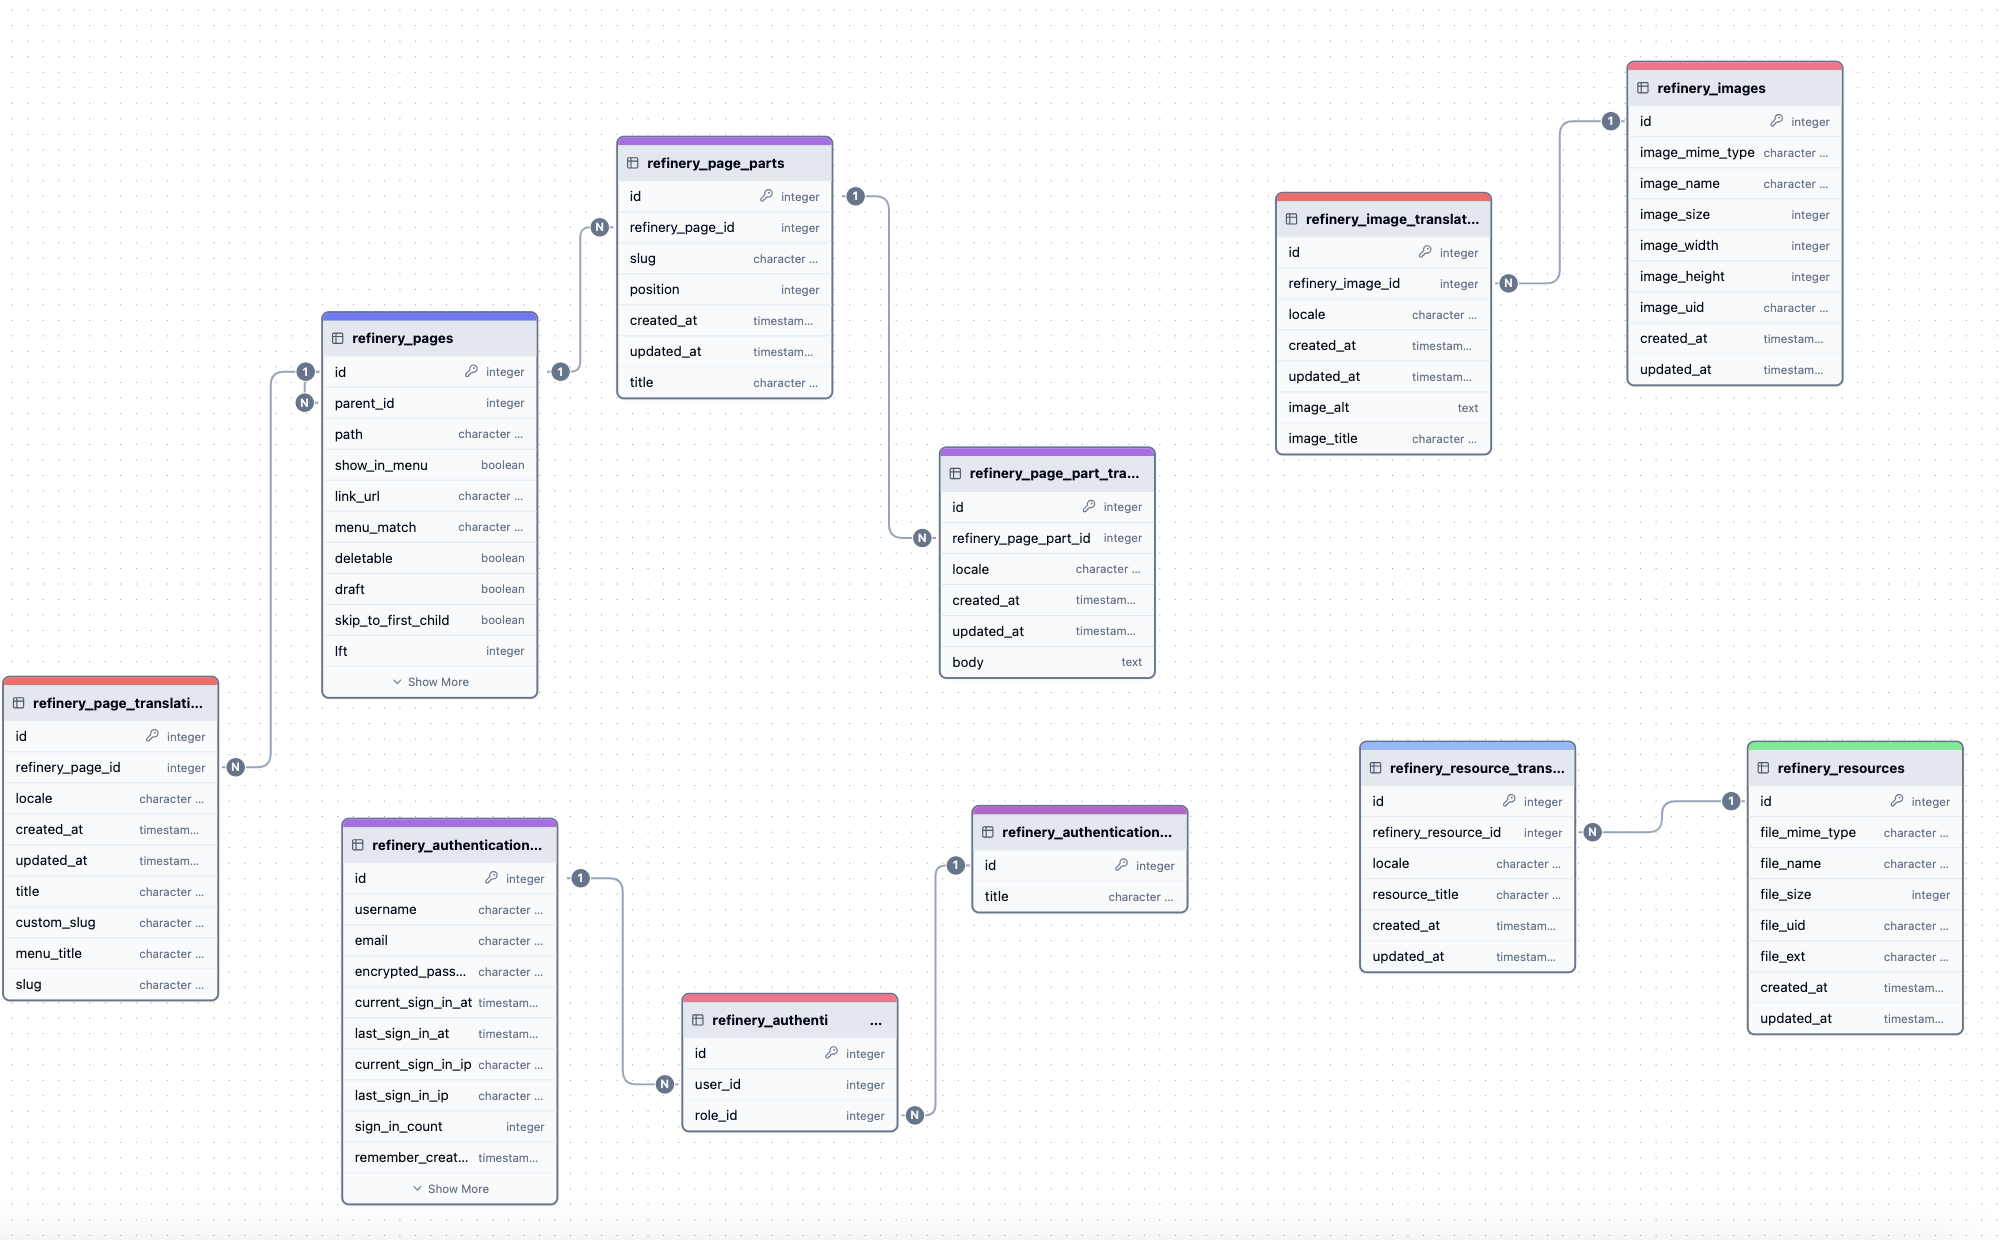 refinery_images
id integer
image_mime_type character ...
image_name character ...
image_size integer
image_width integer
image_height integer
image_uid character ...
created_at timestam...
updated_at timestam...
1
refinery_page_parts
id integer
refinery_page_id integer
slug character ...
position integer
created_at timestam...
updated_at timestam...
title character ...
1
N
refinery_image_translat...
id integer
refinery_image_id integer
locale character ...
created_at timestam...
updated_at timestam...
image_alt text
image_title character ...
N
refinery_pages
id integer
parent_id integer
path character ...
show_in_menu boolean
link_url character ...
menu_match character ...
deletable boolean
draft boolean
skip_to_first_child boolean
lft integer
Show More
1
N
1
refinery_page_part_tra...
id integer
refinery_page_part_id integer
locale character ...
created_at timestam...
updated_at timestam...
body text
N
refinery_page_translati...
id integer
refinery_page_id integer
locale character ...
created_at timestam...
updated_at timestam...
title character ...
custom_slug character ...
menu_title character ...
slug character ...
N
refinery_authentication...
id integer
username character ...
email character ...
encrypted_pass... character ...
current_sign_in_at timestam...
last_sign_in_at timestam...
current_sign_in_ip character ...
last_sign_in_ip character ...
sign_in_count integer
remember_creat... timestam...
Show More
1
refinery_authenti ...
id integer
user_id integer
role_id integer
N
N
refinery_authentication...
id integer
title character ...
1
refinery_resource_trans...
id integer
refinery_resource_id integer
locale character ...
resource_title character ...
created_at timestam...
updated_at timestam...
N
refinery_resources
id integer
file_mime_type character ...
file_name character ...
file_size integer
file_uid character ...
file_ext character ...
created_at timestam...
updated_at timestam...
1